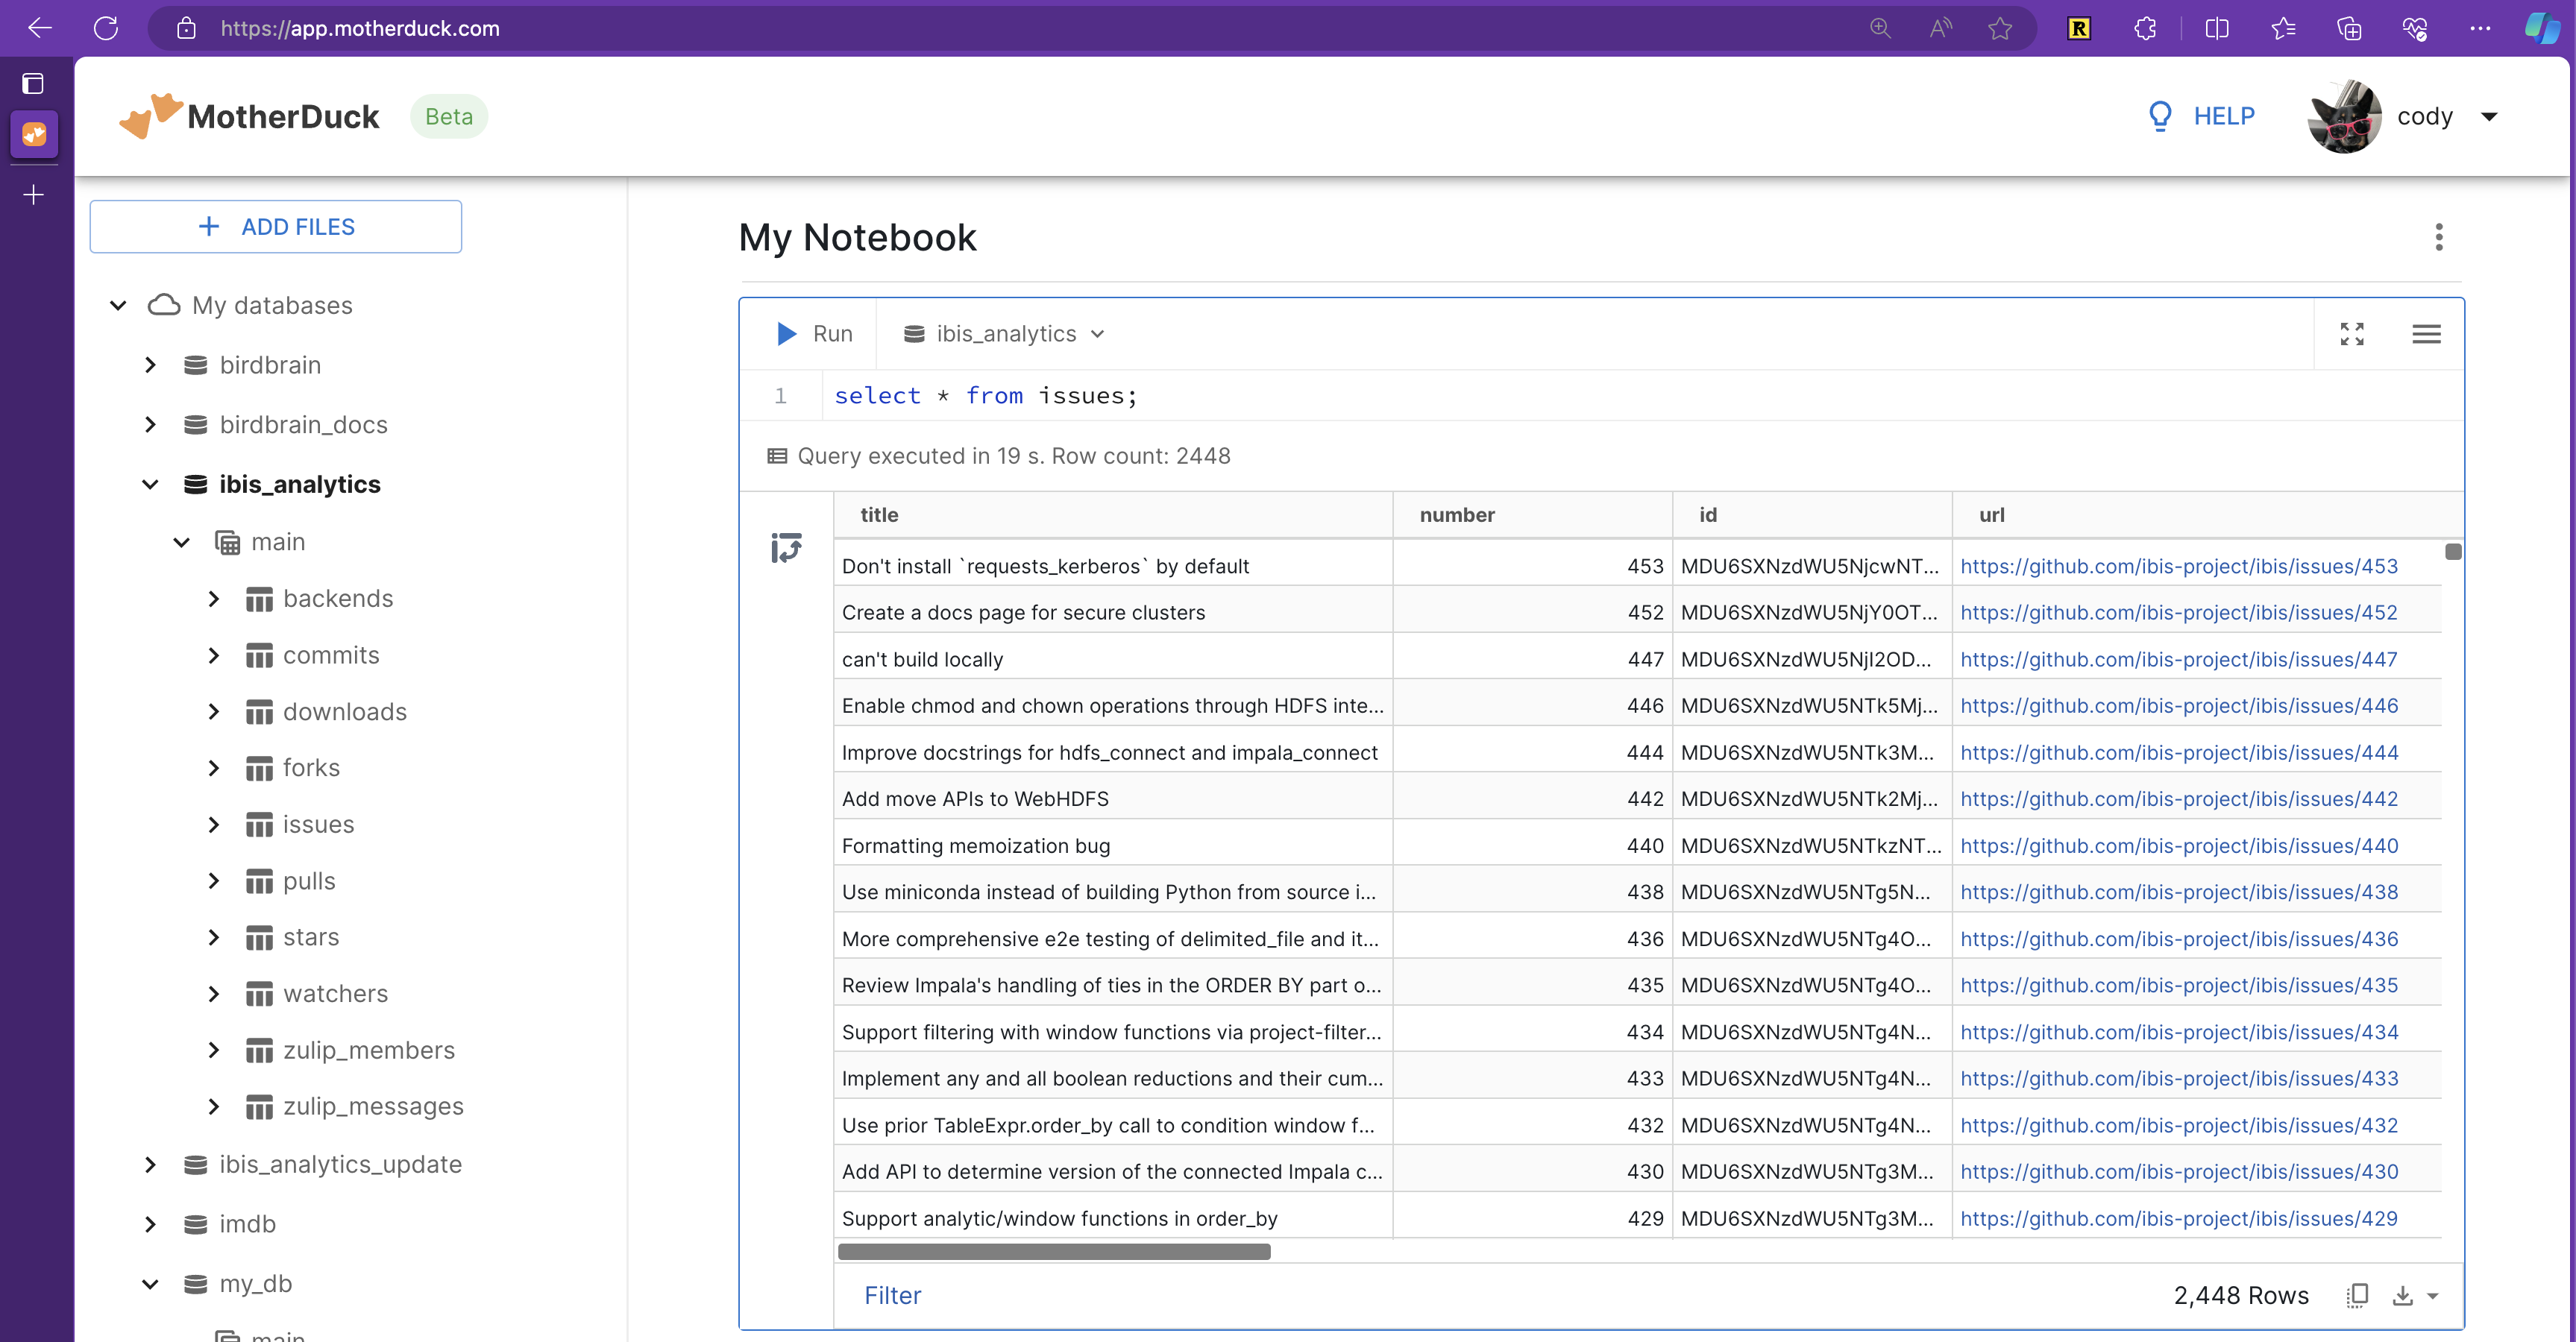 https://app.motherduck.com
MotherDuck
Beta
HELP
cody
ADD FILES
My databases
birdbrain
birdbrain_docs
ibis_analytics
main
backends
commits
downloads
forks
issues
pulls
stars
watchers
zulip_members
zulip_messages
ibis_analytics_update
imdb
my_db
main
My Notebook
Run ibis_analytics
1 select * from issues;
Query executed in 19 s. Row count: 2448
title number id url
Don't install `requests_kerberos` by default 453 MDU6SXNzdWU5NjcwNT... https://github.com/ibis-project/ibis/issues/453
Create a docs page for secure clusters 452 MDU6SXNzdWU5NjY0OT... https://github.com/ibis-project/ibis/issues/452
can't build locally 447 MDU6SXNzdWU5NjI2OD... https://github.com/ibis-project/ibis/issues/447
Enable chmod and chown operations through HDFS inte... 446 MDU6SXNzdWU5NTk5Mj... https://github.com/ibis-project/ibis/issues/446
Improve docstrings for hdfs_connect and impala_connect 444 MDU6SXNzdWU5NTk3M... https://github.com/ibis-project/ibis/issues/444
Add move APIs to WebHDFS 442 MDU6SXNzdWU5NTk2Mj... https://github.com/ibis-project/ibis/issues/442
Formatting memoization bug 440 MDU6SXNzdWU5NTkzNT... https://github.com/ibis-project/ibis/issues/440
Use miniconda instead of building Python from source i... 438 MDU6SXNzdWU5NTg5N... https://github.com/ibis-project/ibis/issues/438
More comprehensive e2e testing of delimited_file and it... 436 MDU6SXNzdWU5NTg4O... https://github.com/ibis-project/ibis/issues/436
Review Impala's handling of ties in the ORDER BY part o... 435 MDU6SXNzdWU5NTg4O... https://github.com/ibis-project/ibis/issues/435
Support filtering with window functions via project-filter... 434 MDU6SXNzdWU5NTg4N... https://github.com/ibis-project/ibis/issues/434
Implement any and all boolean reductions and their cum... 433 MDU6SXNzdWU5NTg4N... https://github.com/ibis-project/ibis/issues/433
Use prior TableExpr.order_by call to condition window f... 432 MDU6SXNzdWU5NTg4N... https://github.com/ibis-project/ibis/issues/432
Add API to determine version of the connected Impala c... 430 MDU6SXNzdWU5NTg3M... https://github.com/ibis-project/ibis/issues/430
Support analytic/window functions in order_by 429 MDU6SXNzdWU5NTg3M... https://github.com/ibis-project/ibis/issues/429
Filter 2,448 Rows